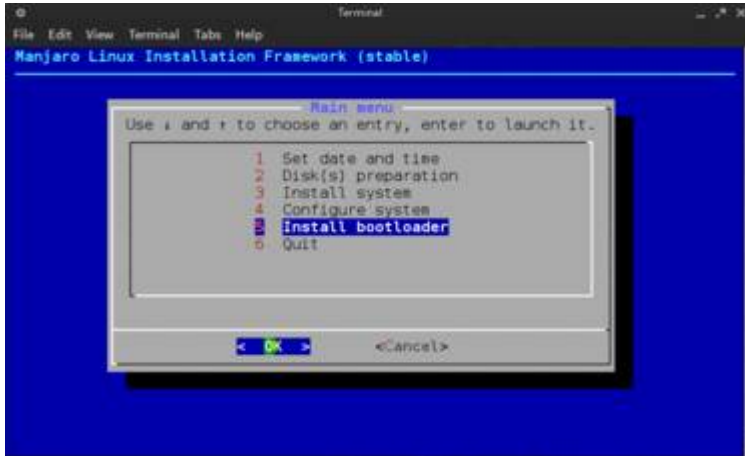 Terminal
File Edit View Terminal Tabs Help
Manjaro Linux Installation Framework (stable)
Main menu
Use ↓ and ↑ to choose an entry, enter to launch it.
1 Set date and time
2 Disk(s) preparation
3 Install system
4 Configure system
5 Install bootloader
6 Quit
< OK > <Cancel>